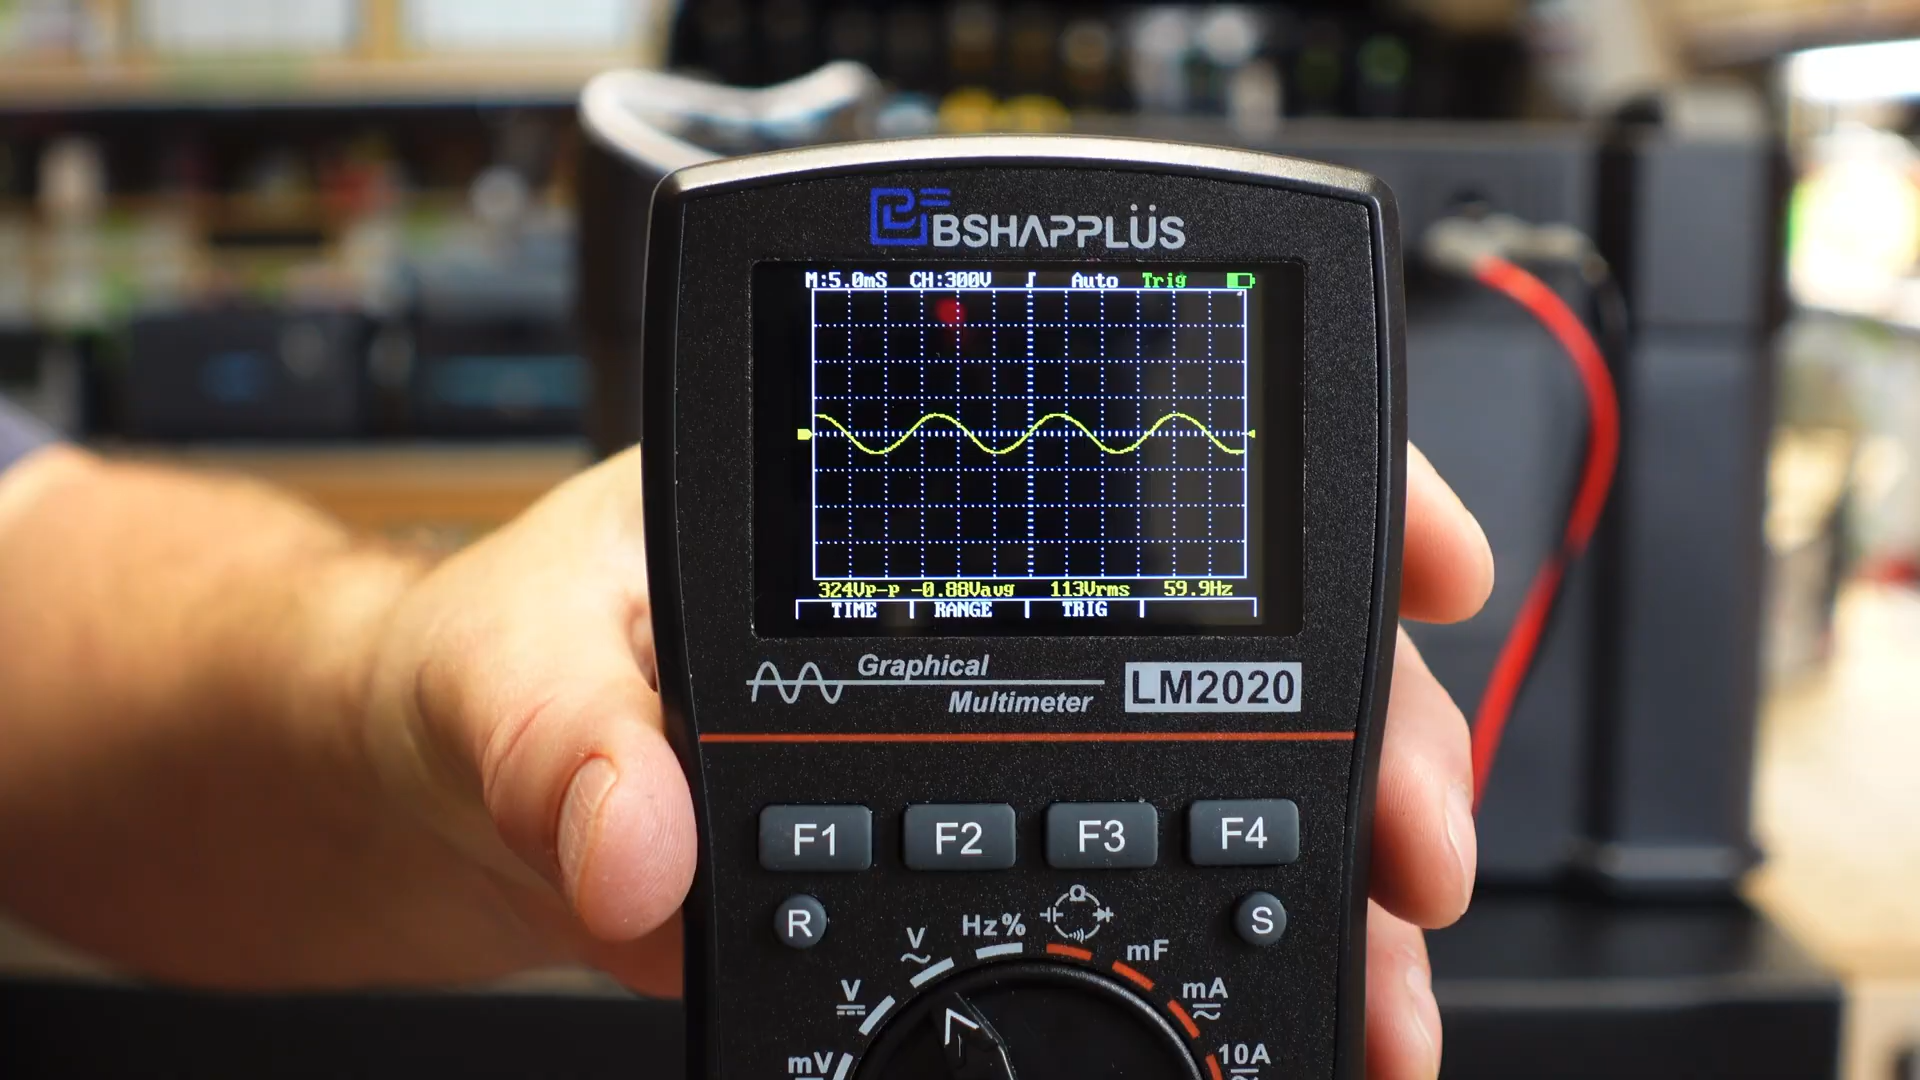 BSHAPPLÜS
M:5.0mS CH:300V Auto Trig
324Vp-p -0.88Vavg 113Vrms 59.9Hz
TIME RANGE TRIG
Graphical
Multimeter LM2020
F1 F2 F3 F4
R S
Hz%
Ω
V
mF
V
mA
mV
10A